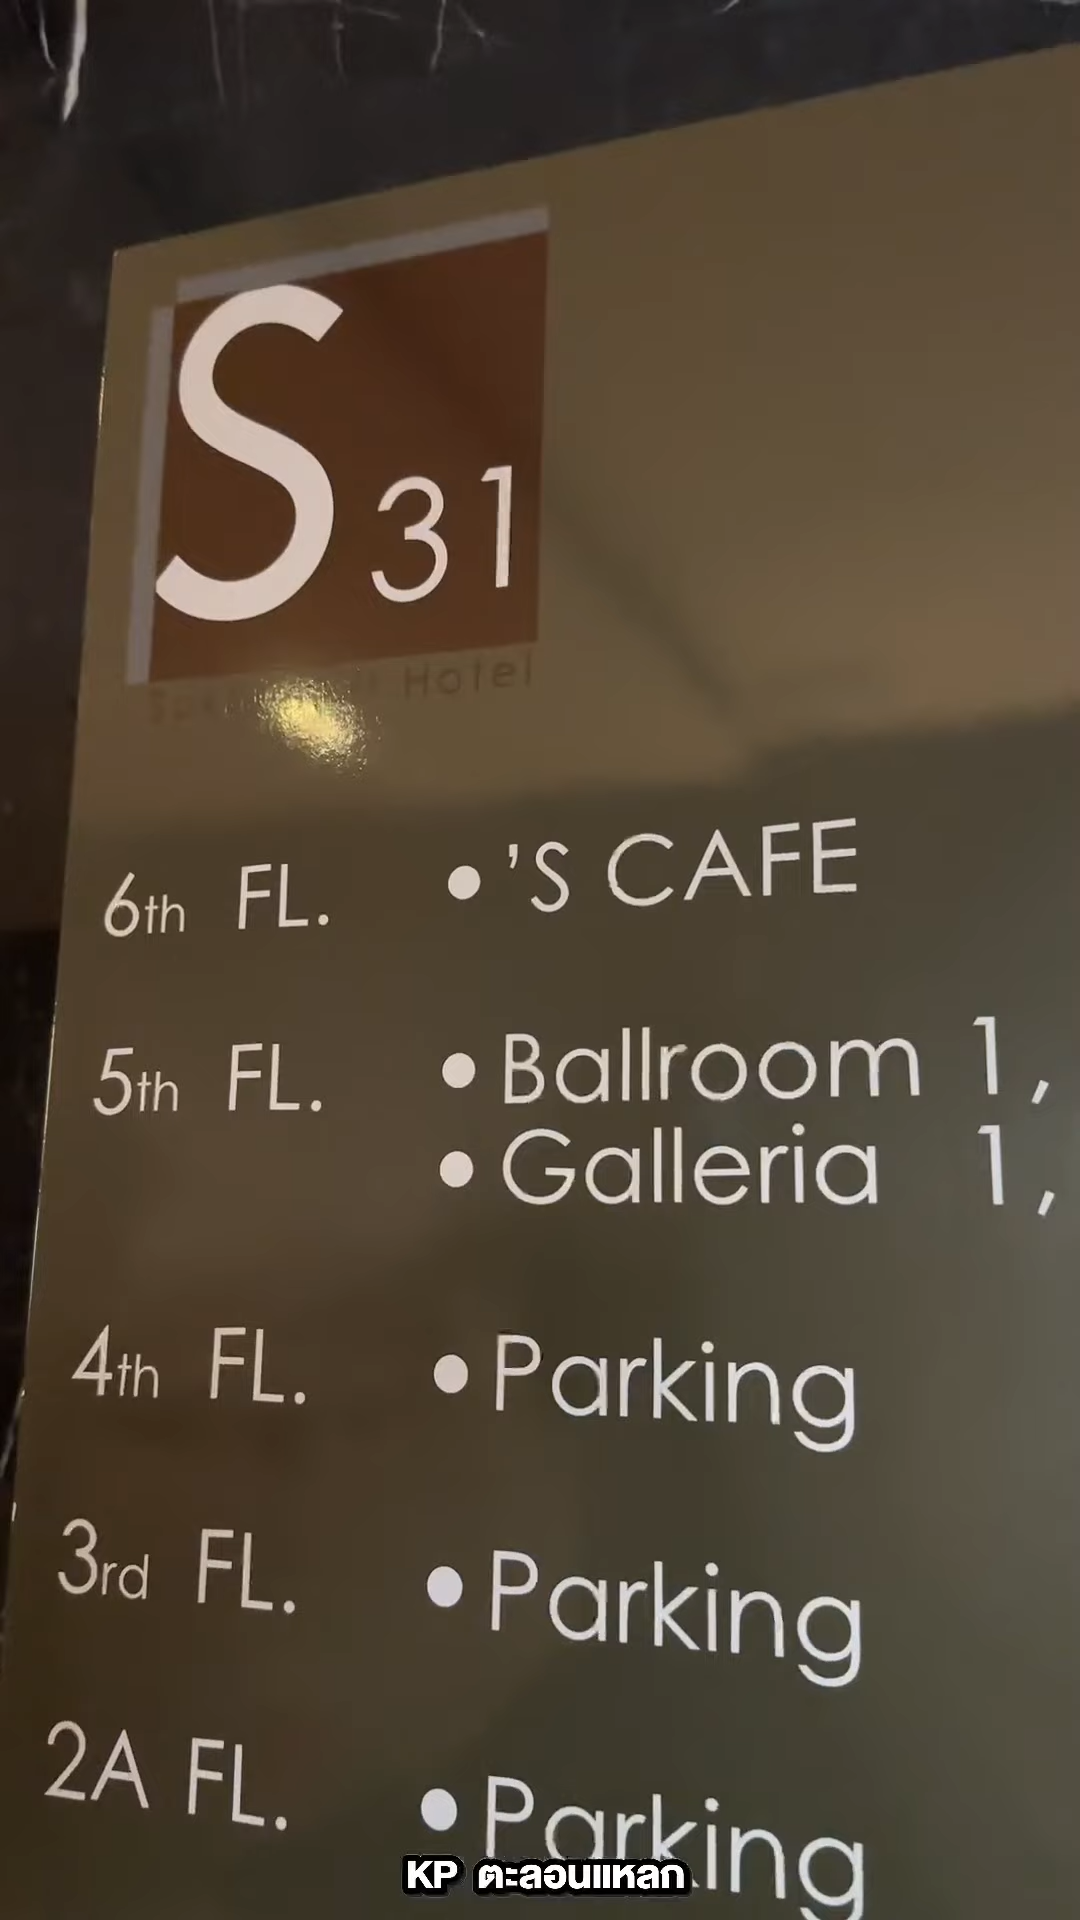 S31
Hotel
6th FL. • 'S CAFE
5th FL. • Ballroom 1,
• Galleria 1,
4th FL. • Parking
3rd FL. • Parking
2A FL. • Parking
KP ตะลอนแหลก